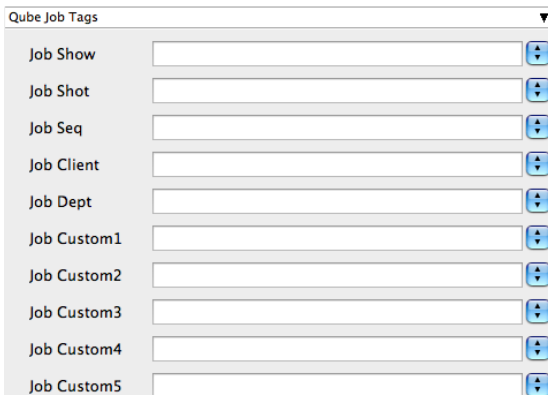 Qube Job Tags
Job Show
Job Shot
Job Seq
Job Client
Job Dept
Job Custom1
Job Custom2
Job Custom3
Job Custom4
Job Custom5